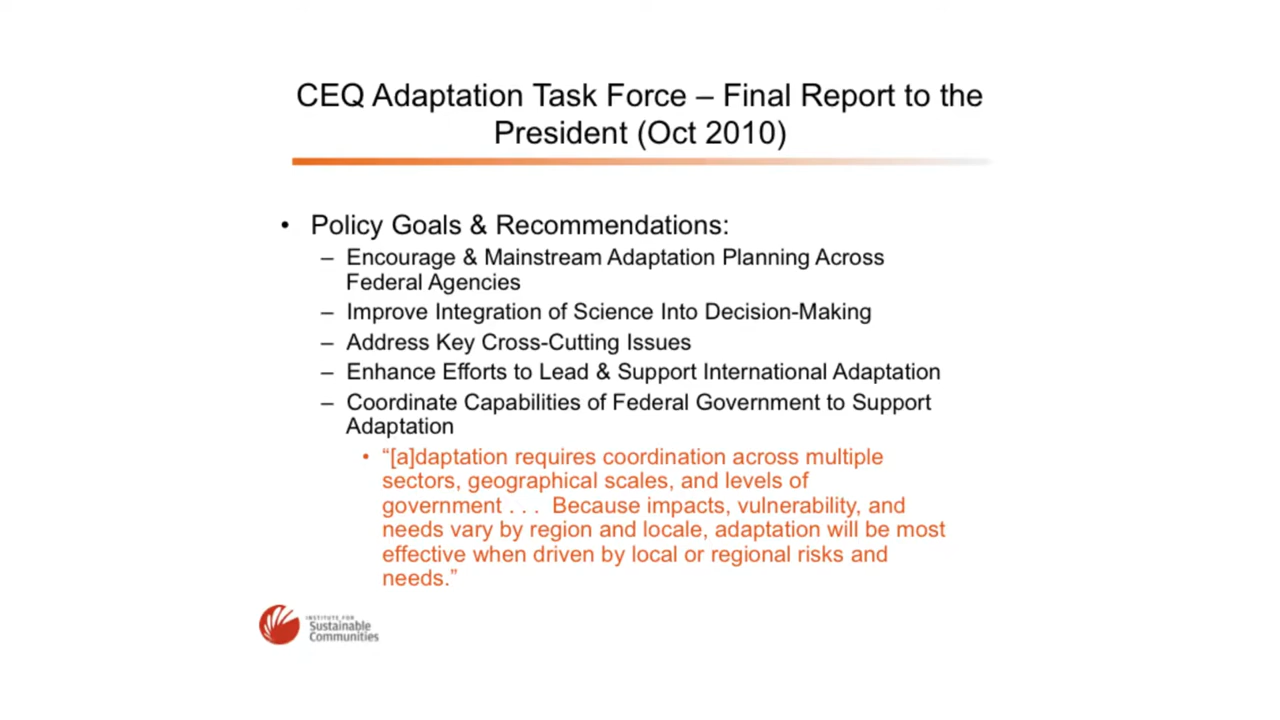 CEQ Adaptation Task Force – Final Report to the
President (Oct 2010)
• Policy Goals & Recommendations:
– Encourage & Mainstream Adaptation Planning Across
Federal Agencies
– Improve Integration of Science Into Decision-Making
– Address Key Cross-Cutting Issues
– Enhance Efforts to Lead & Support International Adaptation
– Coordinate Capabilities of Federal Government to Support
Adaptation
• “[a]daptation requires coordination across multiple
sectors, geographical scales, and levels of
government . . .  Because impacts, vulnerability, and
needs vary by region and locale, adaptation will be most
effective when driven by local or regional risks and
needs.”
INSTITUTE FOR
Sustainable
Communities